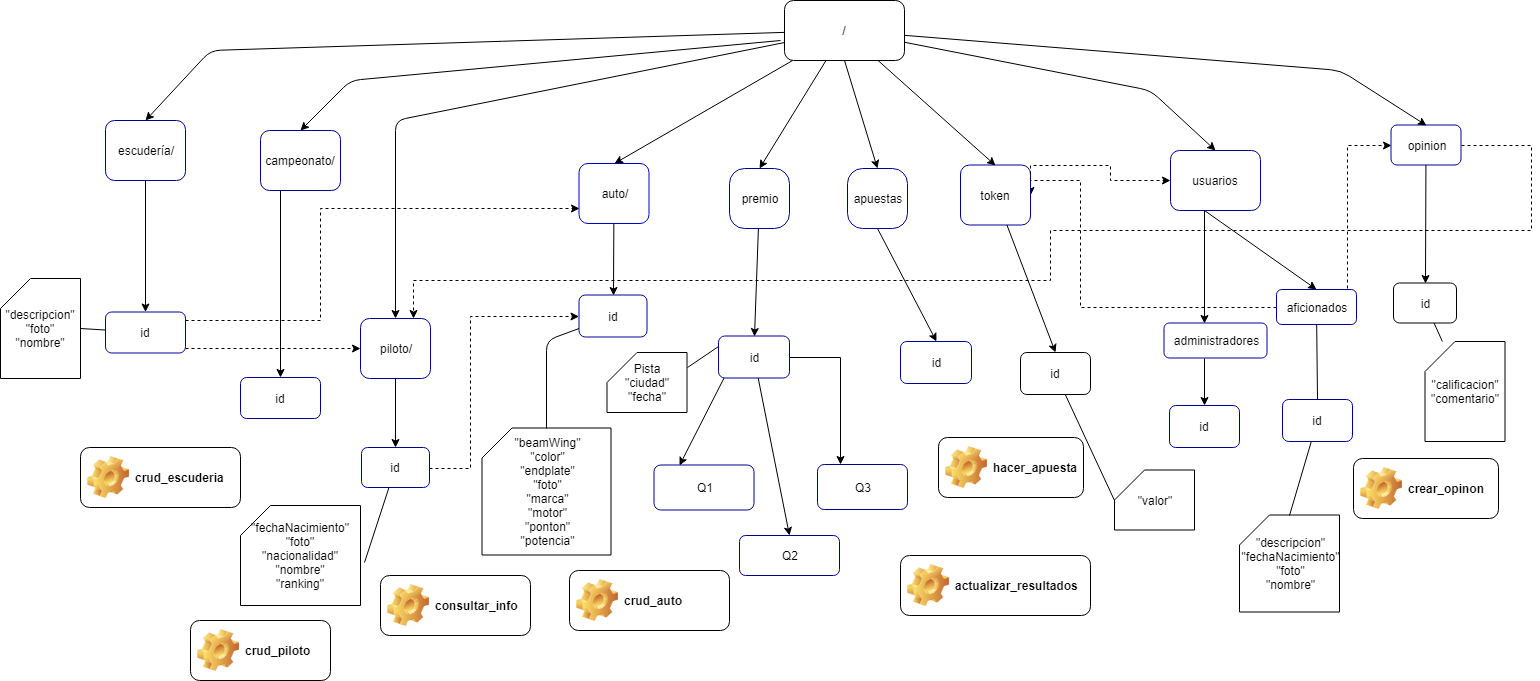 /
escudería/
campeonato/
auto/
premio
apuestas
token
usuarios
opinion
"descripcion"
"foto"
"nombre"
id
piloto/
id
id
id
id
id
administradores
aficionados
id
id
id
id
Pista
"ciudad"
"fecha"
"calificacion"
"comentario"
id
"beamWing"
"color"
"endplate"
"foto"
"marca"
"motor"
"ponton"
"potencia"
Q1
Q3
Q2
"valor"
"fechaNacimiento"
"foto"
"nacionalidad"
"nombre"
"ranking"
"descripcion"
"fechaNacimiento"
"foto"
"nombre"
crud_escuderia
hacer_apuesta
crear_opinon
consultar_info
crud_auto
actualizar_resultados
crud_piloto